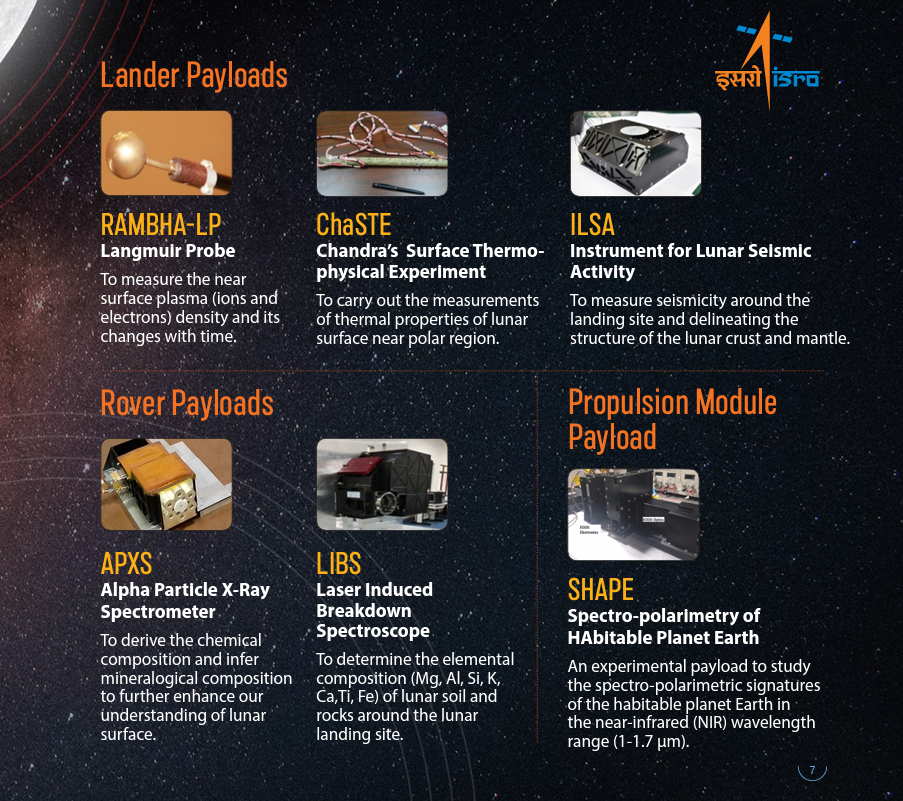 इसरो isro
Lander Payloads
RAMBHA-LP
Langmuir Probe
To measure the near
surface plasma (ions and
electrons) density and its
changes with time.
ChaSTE
Chandra's Surface Thermo-
physical Experiment
To carry out the measurements
of thermal properties of lunar
surface near polar region.
ILSA
Instrument for Lunar Seismic
Activity
To measure seismicity around the
landing site and delineating the
structure of the lunar crust and mantle.
Rover Payloads
APXS
Alpha Particle X-Ray
Spectrometer
To derive the chemical
composition and infer
mineralogical composition
to further enhance our
understanding of lunar
surface.
LIBS
Laser Induced
Breakdown
Spectroscope
To determine the elemental
composition (Mg, Al, Si, K,
Ca,Ti, Fe) of lunar soil and
rocks around the lunar
landing site.
Propulsion Module
Payload
Electronics
SHAPE
Spectro-polarimetry of
HAbitable Planet Earth
An experimental payload to study
the spectro-polarimetric signatures
of the habitable planet Earth in
the near-infrared (NIR) wavelength
range (1-1.7 μm).
7